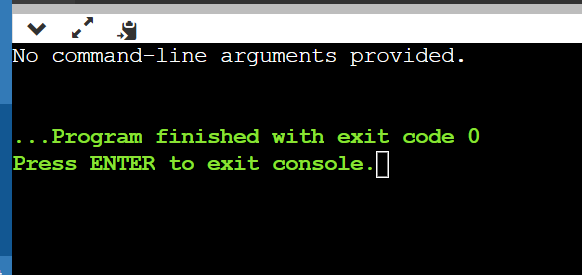 No command-line arguments provided.
...Program finished with exit code 0
Press ENTER to exit console.